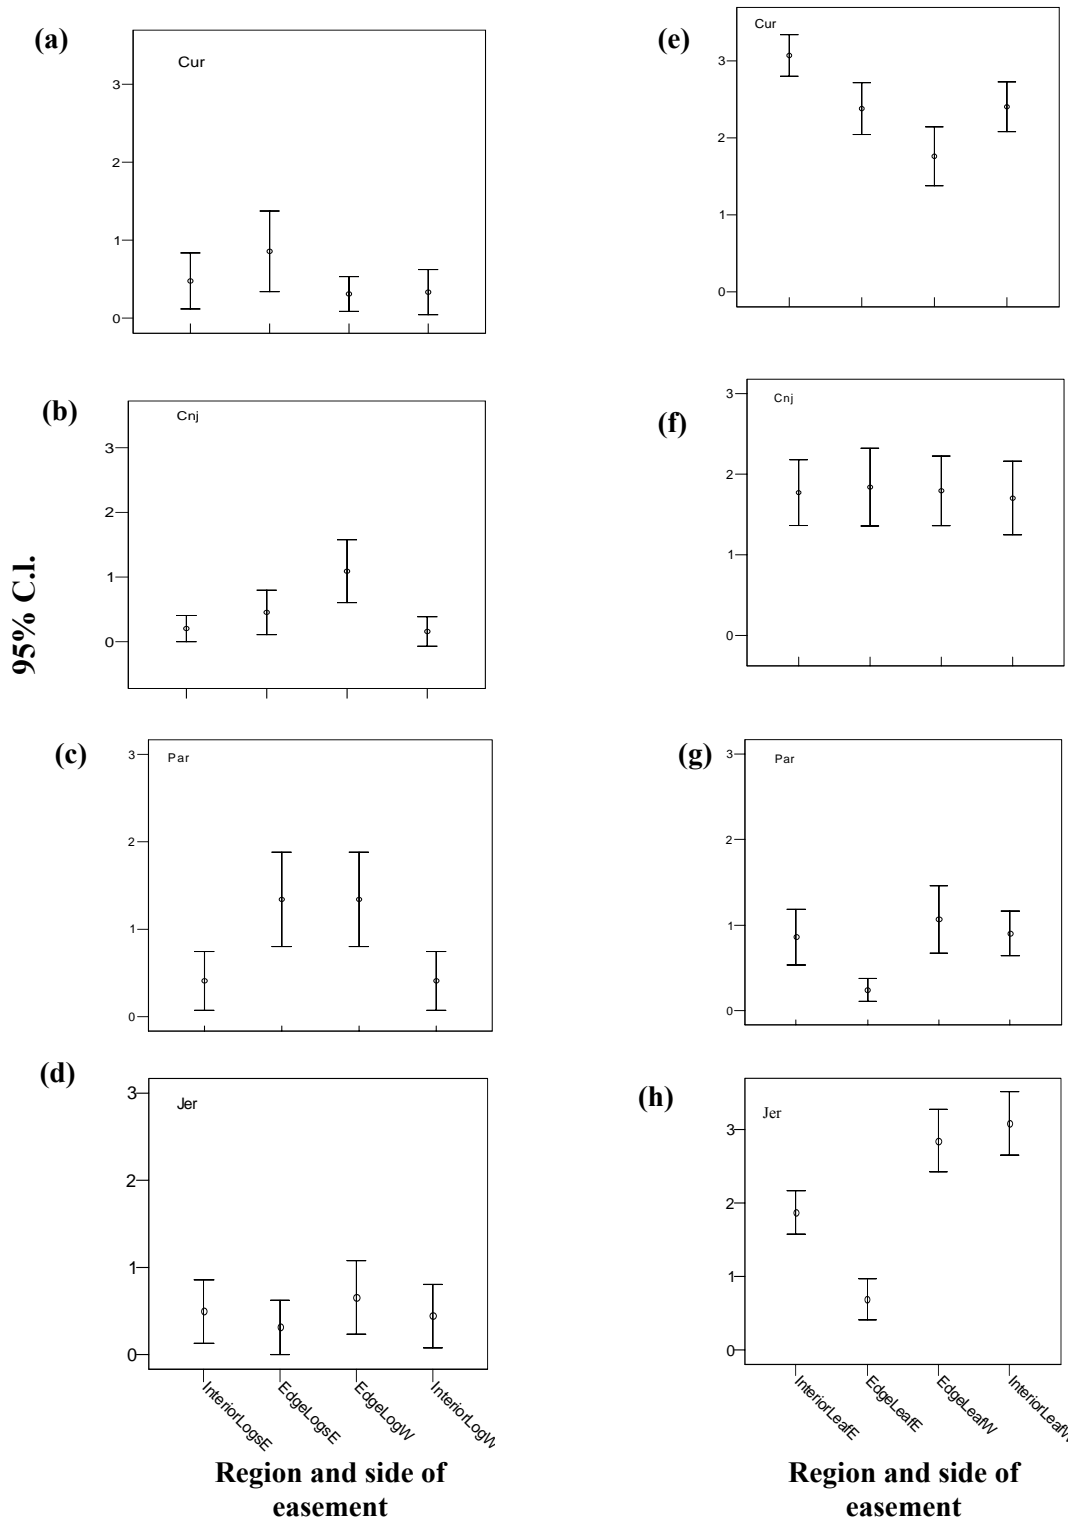 (a)
Cur
3
2
1
0
(b)
Cnj
3
2
1
0
95% C.I.
(c)
Par
3
2
1
0
(d)
Jer
3
2
1
0
InteriorLogsE
EdgeLogsE
EdgeLogW
InteriorLogW
Region and side of
easement
(e)
Cur
3
2
1
0
(f)
Cnj
3
2
1
0
(g)
Par
3
2
1
0
(h)
Jer
3
2
1
0
InteriorLeafE
EdgeLeafE
EdgeLeafW
InteriorLeafW
Region and side of
easement